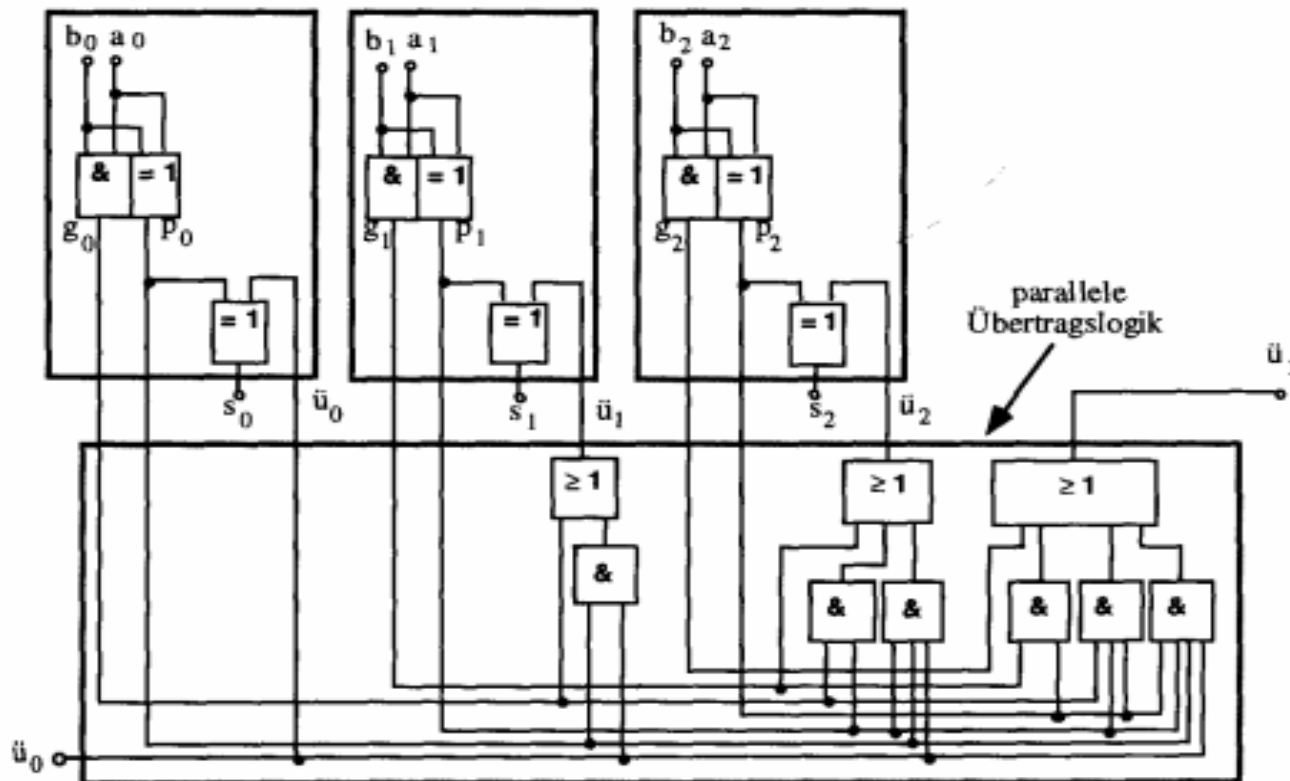 b0 a0
b1 a1
b2 a2
& = 1
& = 1
& = 1
g0 p0
g1 p1
g2 p2
= 1
= 1
= 1
parallele
Übertragslogik
s0 ü0
s1 ü1
s2 ü2
ü
≥ 1
≥ 1
≥ 1
&
& &
& & &
ü0